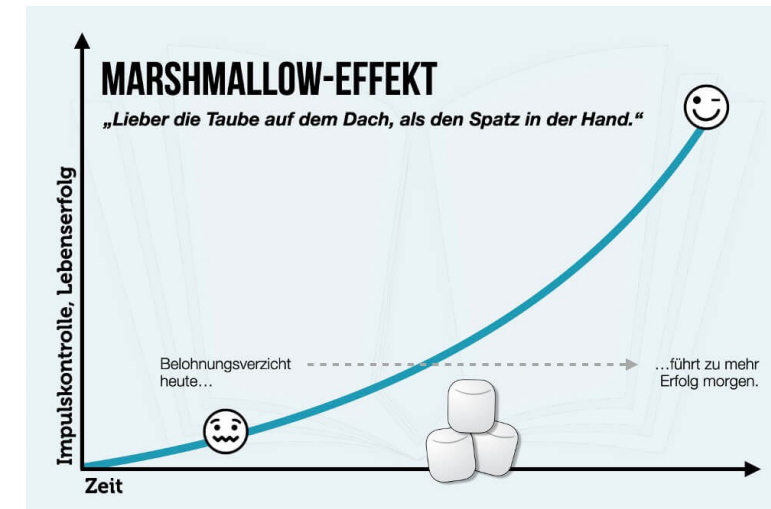 MARSHMALLOW-EFFEKT
„Lieber die Taube auf dem Dach, als den Spatz in der Hand.“
Impulskontrolle, Lebenserfolg
Belohnungsverzicht
heute...
...führt zu mehr
Erfolg morgen.
Zeit